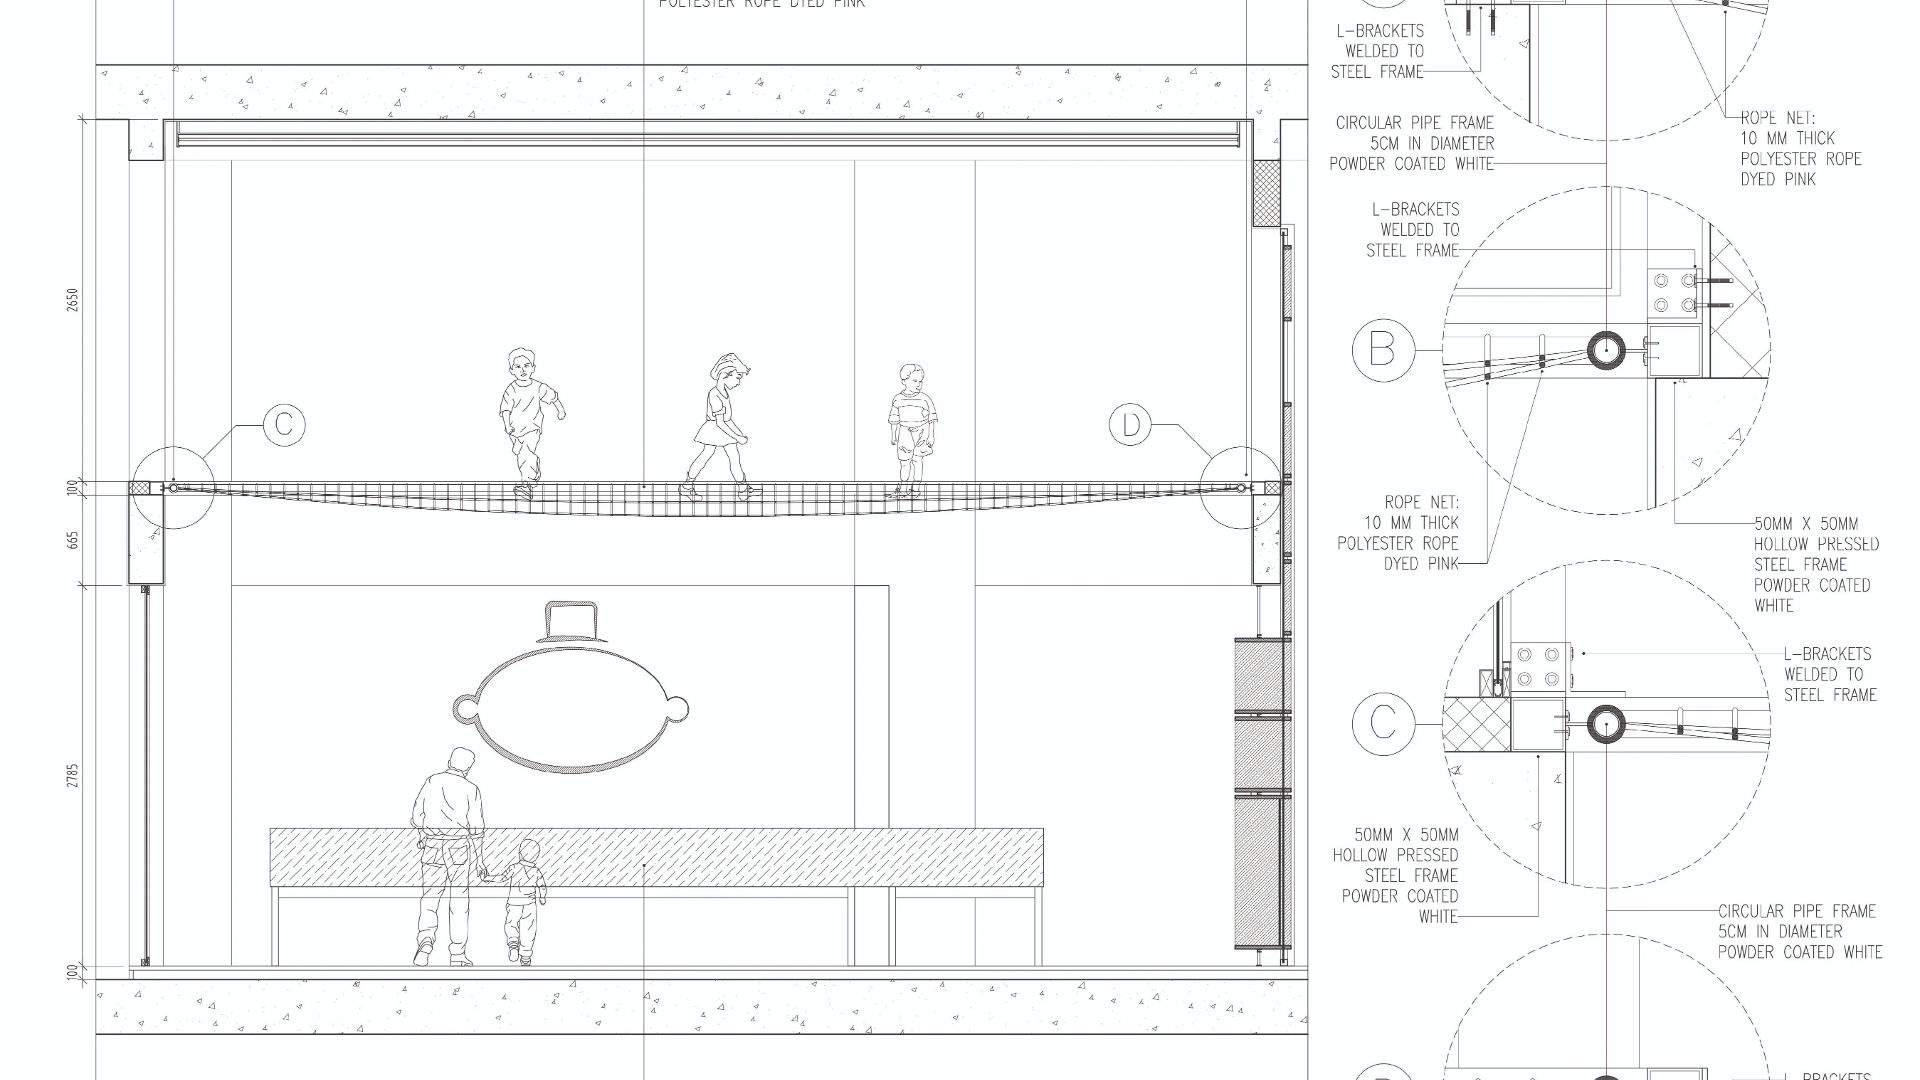 POLYESTER ROPE DYED PINK
2650
100
665
2785
100
C
D
L-BRACKETS
WELDED TO
STEEL FRAME
CIRCULAR PIPE FRAME
5CM IN DIAMETER
POWDER COATED WHITE
ROPE NET:
10 MM THICK
POLYESTER ROPE
DYED PINK
L-BRACKETS
WELDED TO
STEEL FRAME
B
ROPE NET:
10 MM THICK
POLYESTER ROPE
DYED PINK
50MM X 50MM
HOLLOW PRESSED
STEEL FRAME
POWDER COATED
WHITE
L-BRACKETS
WELDED TO
STEEL FRAME
C
50MM X 50MM
HOLLOW PRESSED
STEEL FRAME
POWDER COATED
WHITE
CIRCULAR PIPE FRAME
5CM IN DIAMETER
POWDER COATED WHITE
L-BRACKETS